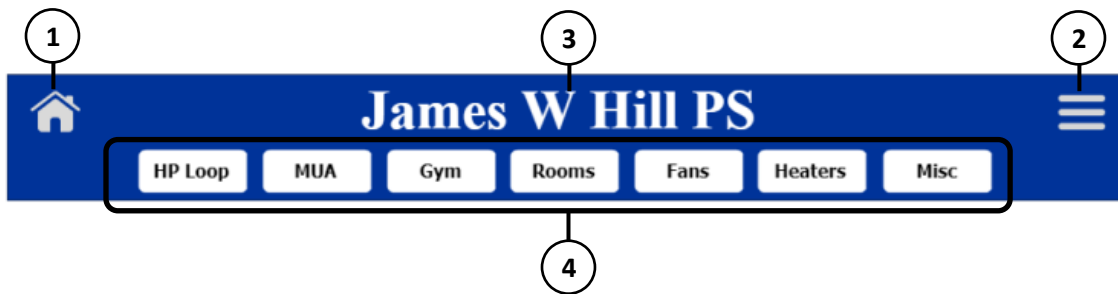 1 3 2
James W Hill PS
HP Loop MUA Gym Rooms Fans Heaters Misc
4